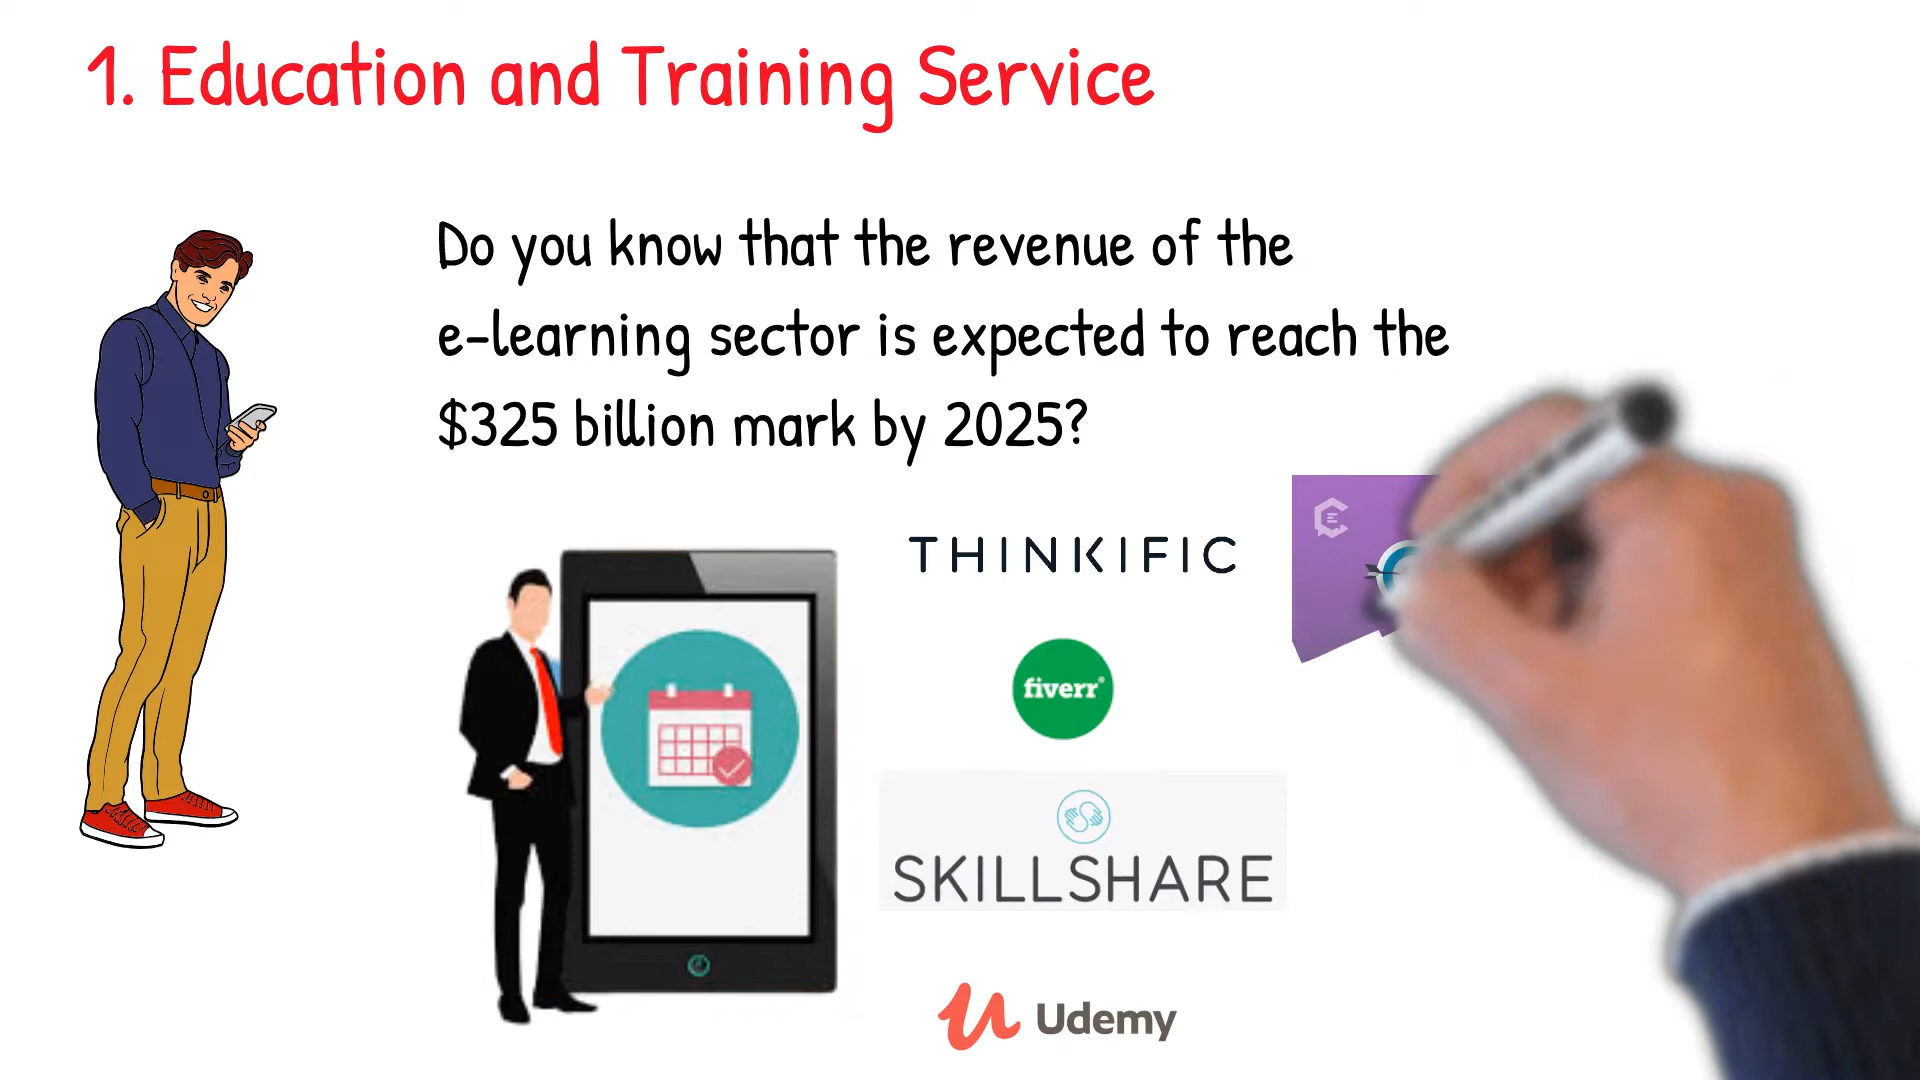 1. Education and Training Service
Do you know that the revenue of the
e-learning sector is expected to reach the
$325 billion mark by 2025?
THINKIFIC
fiverr®
SKILLSHARE
Udemy